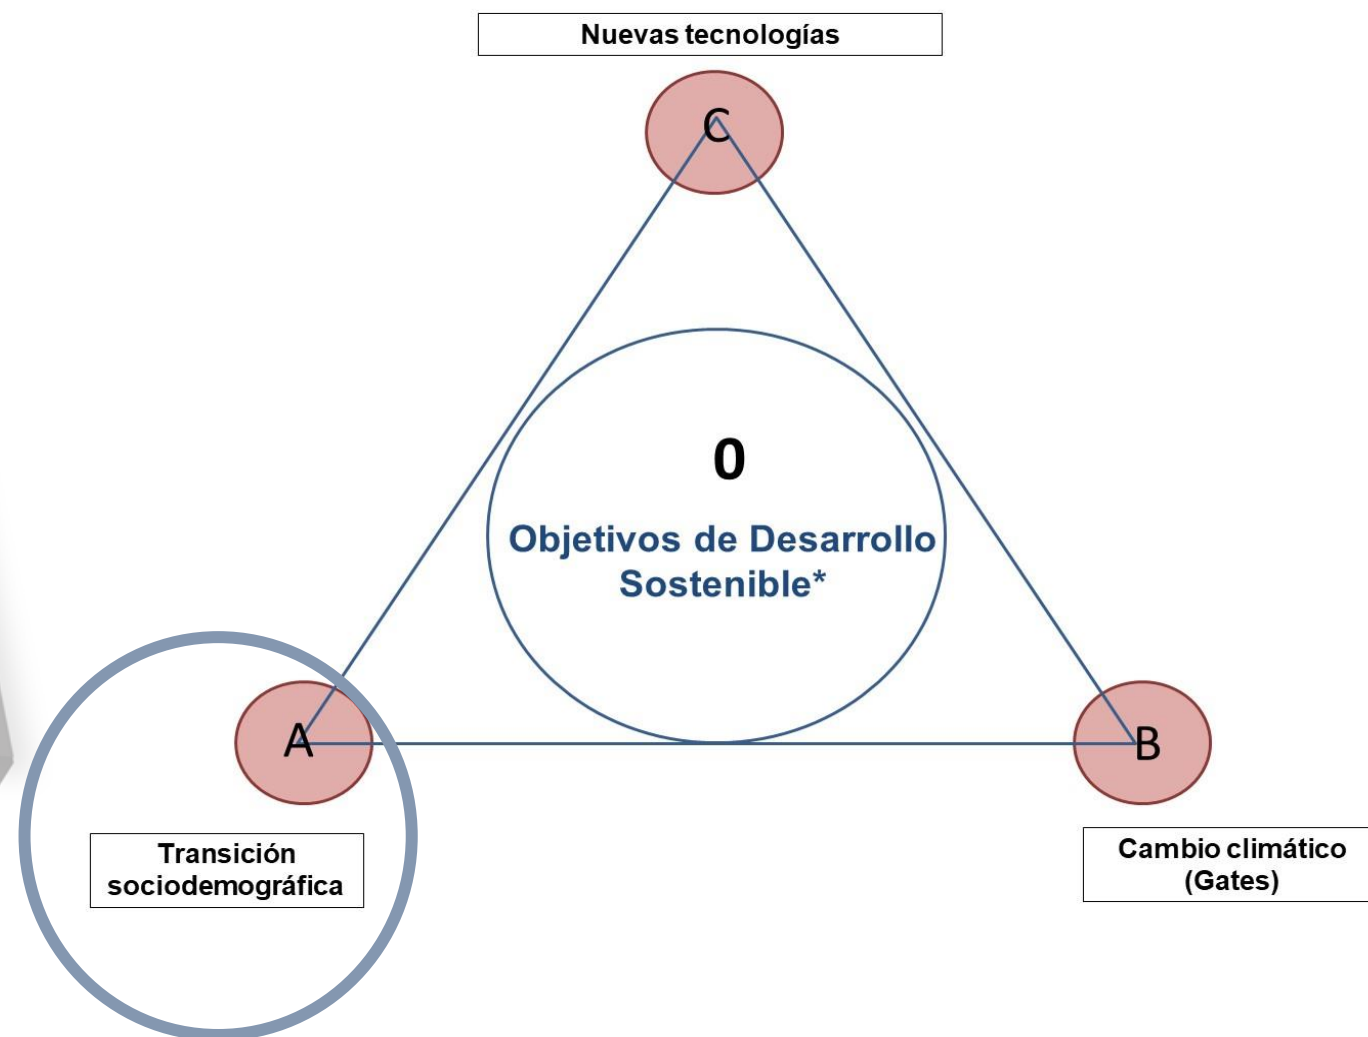 Nuevas tecnologías
C
0
Objetivos de Desarrollo
Sostenible*
A
B
Transición
sociodemográfica
Cambio climático
(Gates)